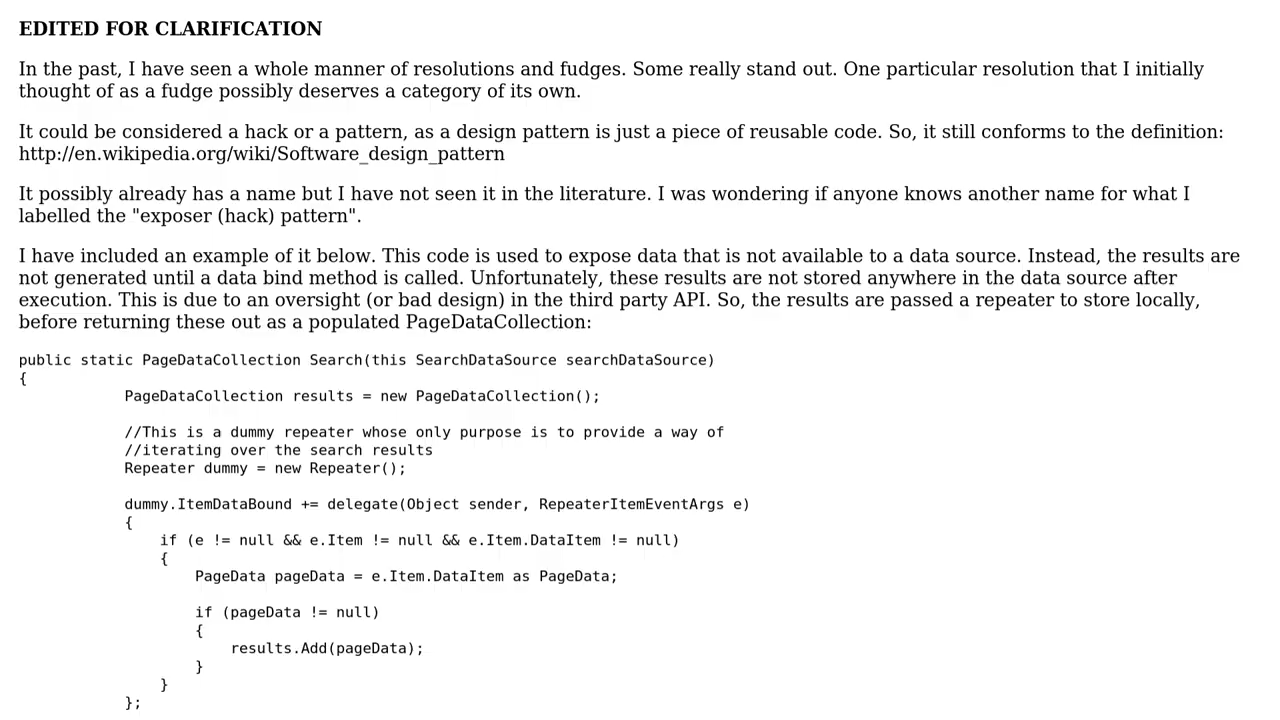 EDITED FOR CLARIFICATION
In the past, I have seen a whole manner of resolutions and fudges. Some really stand out. One particular resolution that I initially
thought of as a fudge possibly deserves a category of its own.
It could be considered a hack or a pattern, as a design pattern is just a piece of reusable code. So, it still conforms to the definition:
http://en.wikipedia.org/wiki/Software_design_pattern
It possibly already has a name but I have not seen it in the literature. I was wondering if anyone knows another name for what I
labelled the "exposer (hack) pattern".
I have included an example of it below. This code is used to expose data that is not available to a data source. Instead, the results are
not generated until a data bind method is called. Unfortunately, these results are not stored anywhere in the data source after
execution. This is due to an oversight (or bad design) in the third party API. So, the results are passed a repeater to store locally,
before returning these out as a populated PageDataCollection:
public static PageDataCollection Search(this SearchDataSource searchDataSource)
{
            PageDataCollection results = new PageDataCollection();
            //This is a dummy repeater whose only purpose is to provide a way of
            //iterating over the search results
            Repeater dummy = new Repeater();
            dummy.ItemDataBound += delegate(Object sender, RepeaterItemEventArgs e)
            {
                if (e != null && e.Item != null && e.Item.DataItem != null)
                {
                    PageData pageData = e.Item.DataItem as PageData;
                    if (pageData != null)
                    {
                        results.Add(pageData);
                    }
                }
            };